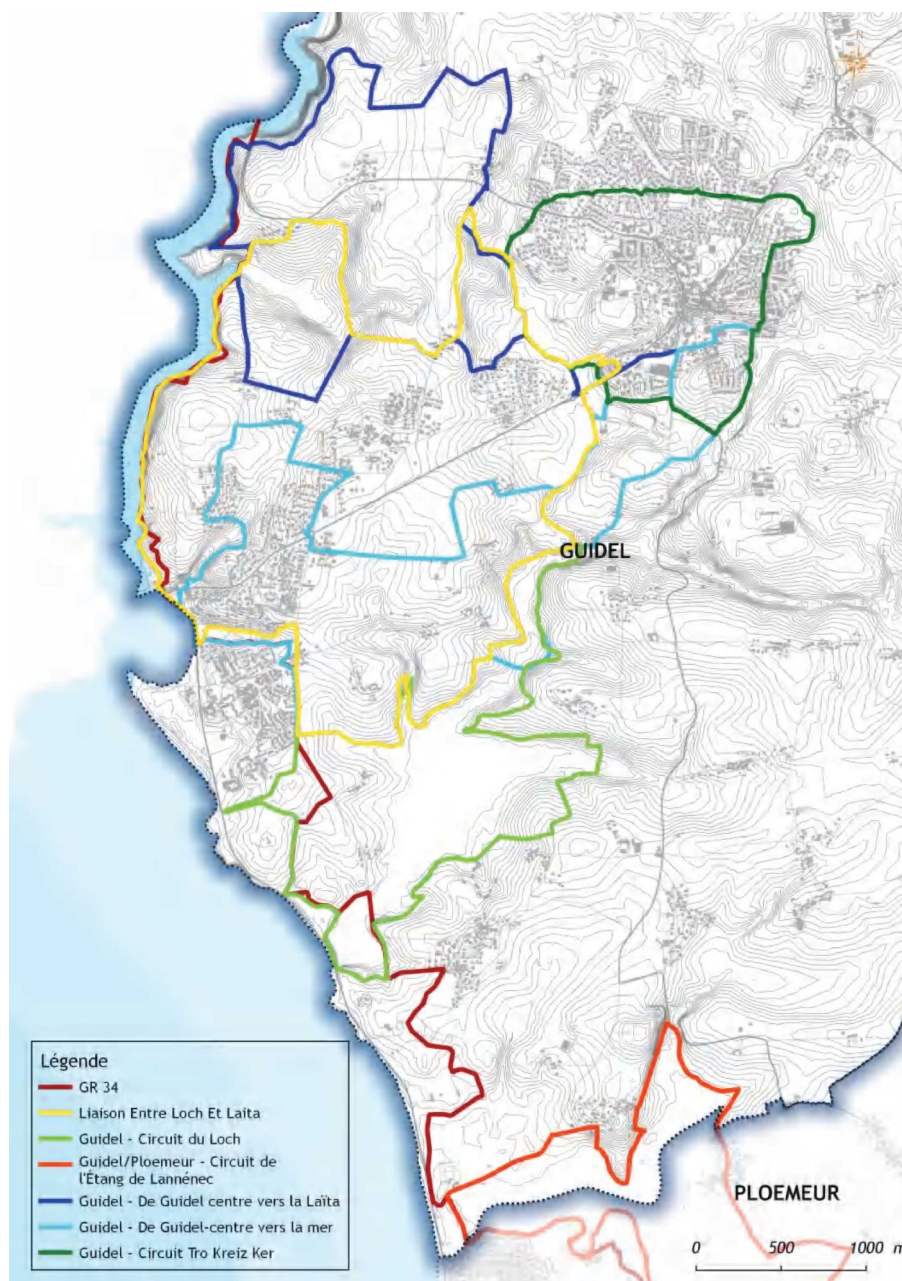 N
GUIDEL
Légende
GR 34
Liaison Entre Loch Et Laita
Guidel - Circuit du Loch
Guidel/Ploemeur - Circuit de
l'Étang de Lannénec
Guidel - De Guidel centre vers la Laïta
Guidel - De Guidel-centre vers la mer
Guidel - Circuit Tro Kreiz Ker
PLOEMEUR
0 500 1000 m